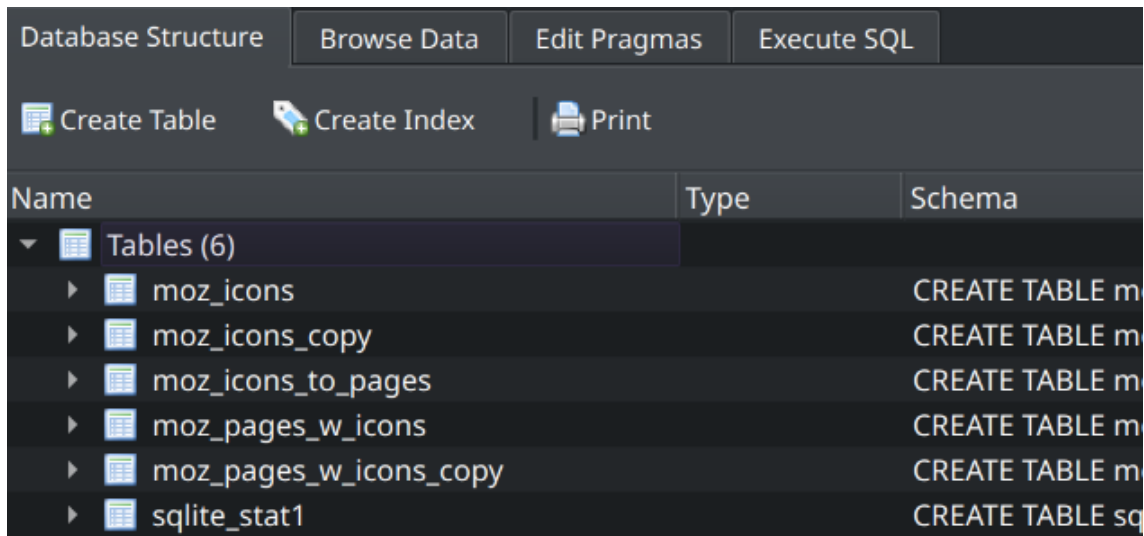 Database Structure Browse Data Edit Pragmas Execute SQL
Create Table Create Index Print
Name Type Schema
Tables (6)
moz_icons CREATE TABLE m
moz_icons_copy CREATE TABLE m
moz_icons_to_pages CREATE TABLE m
moz_pages_w_icons CREATE TABLE m
moz_pages_w_icons_copy CREATE TABLE m
sqlite_stat1 CREATE TABLE sq